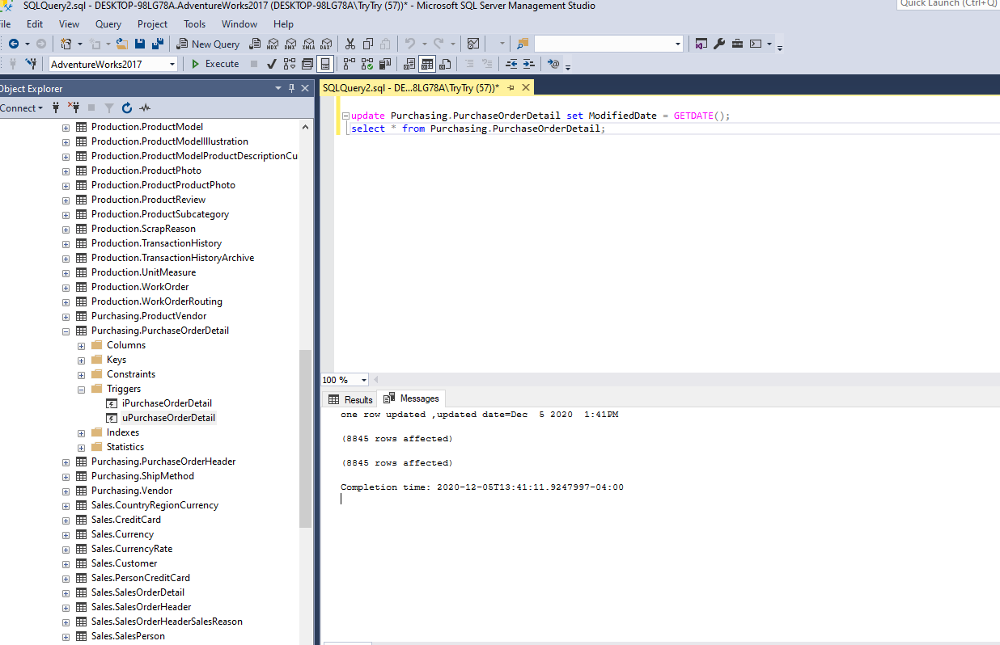 SQLQuery2.sql - DESKTOP-98LG78A.AdventureWorks2017 (DESKTOP-98LG78A\TryTry (57))* - Microsoft SQL Server Management Studio
Quick Launch (Ctrl+Q)
ile Edit View Query Project Tools Window Help
New Query MDX DMX XMLA DAX
AdventureWorks2017 Execute
Object Explorer
SQLQuery2.sql - DE...8LG78A\TryTry (57))*
Connect
Production.ProductModel
Production.ProductModelIllustration
Production.ProductModelProductDescriptionCu
Production.ProductPhoto
Production.ProductProductPhoto
Production.ProductReview
Production.ProductSubcategory
Production.ScrapReason
Production.TransactionHistory
Production.TransactionHistoryArchive
Production.UnitMeasure
Production.WorkOrder
Production.WorkOrderRouting
Purchasing.ProductVendor
Purchasing.PurchaseOrderDetail
Columns
Keys
Constraints
Triggers
iPurchaseOrderDetail
uPurchaseOrderDetail
Indexes
Statistics
Purchasing.PurchaseOrderHeader
Purchasing.ShipMethod
Purchasing.Vendor
Sales.CountryRegionCurrency
Sales.CreditCard
Sales.Currency
Sales.CurrencyRate
Sales.Customer
Sales.PersonCreditCard
Sales.SalesOrderDetail
Sales.SalesOrderHeader
Sales.SalesOrderHeaderSalesReason
Sales.SalesPerson
update Purchasing.PurchaseOrderDetail set ModifiedDate = GETDATE();
select * from Purchasing.PurchaseOrderDetail;
100 %
Results Messages
one row updated ,updated date=Dec  5 2020  1:41PM
(8845 rows affected)
(8845 rows affected)
Completion time: 2020-12-05T13:41:11.9247997-04:00